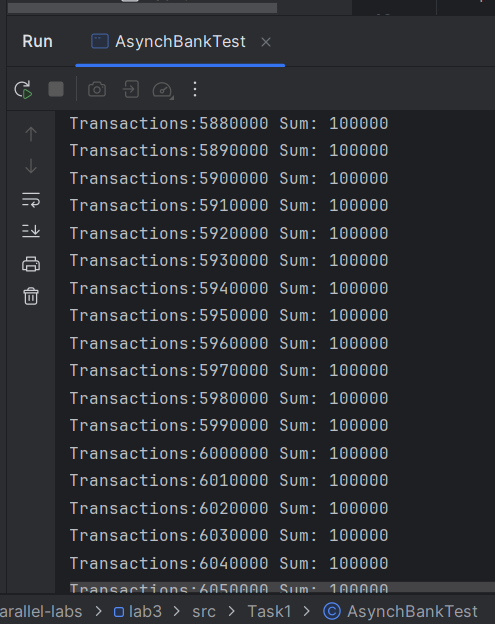 Run AsynchBankTest
Transactions:5880000 Sum: 100000
Transactions:5890000 Sum: 100000
Transactions:5900000 Sum: 100000
Transactions:5910000 Sum: 100000
Transactions:5920000 Sum: 100000
Transactions:5930000 Sum: 100000
Transactions:5940000 Sum: 100000
Transactions:5950000 Sum: 100000
Transactions:5960000 Sum: 100000
Transactions:5970000 Sum: 100000
Transactions:5980000 Sum: 100000
Transactions:5990000 Sum: 100000
Transactions:6000000 Sum: 100000
Transactions:6010000 Sum: 100000
Transactions:6020000 Sum: 100000
Transactions:6030000 Sum: 100000
Transactions:6040000 Sum: 100000
Transactions:6050000 Sum: 100000
arallel-labs > lab3 > src > Task1 > AsynchBankTest